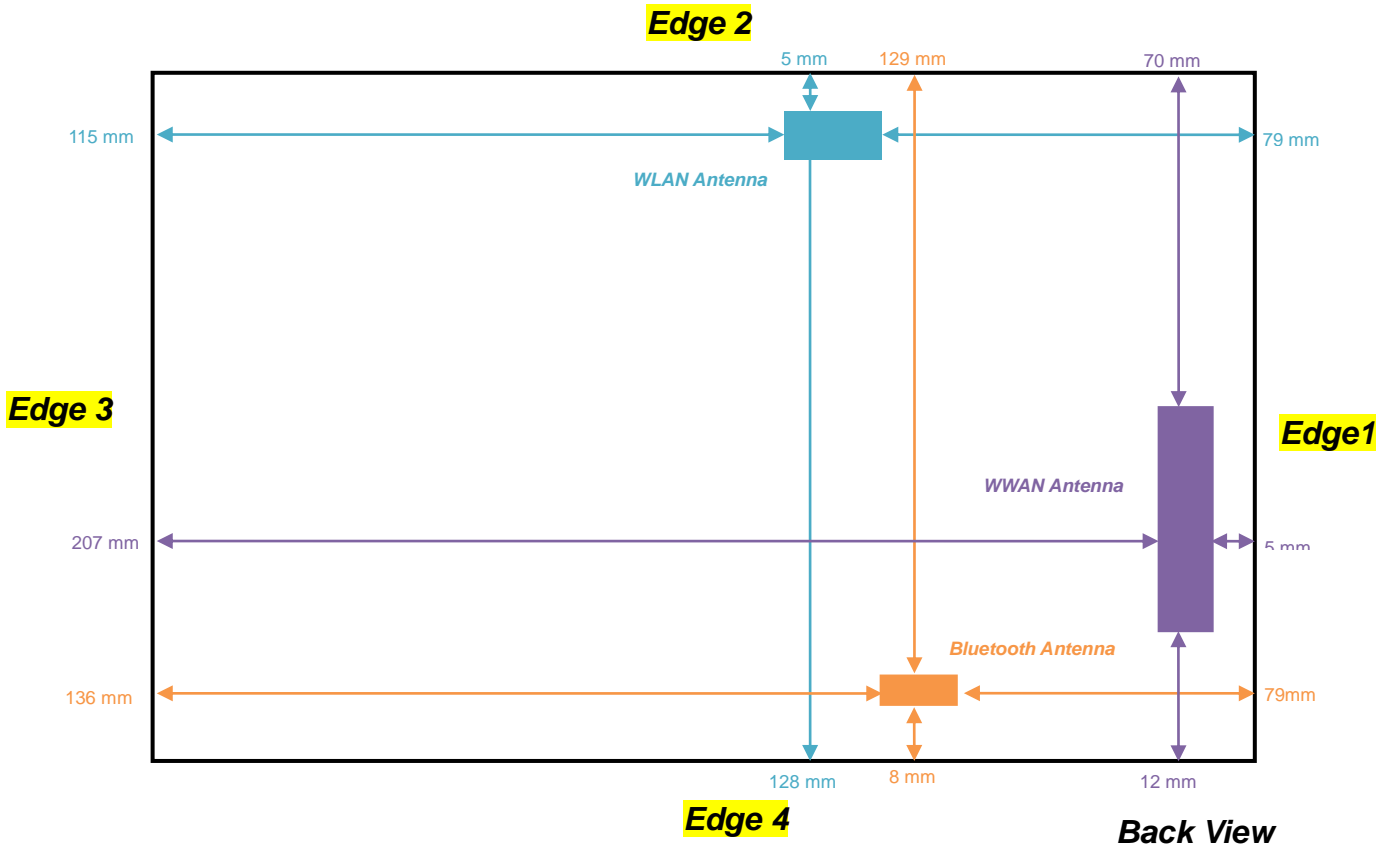 Edge 2
5 mm
129 mm
70 mm
115 mm
79 mm
WLAN Antenna
Edge 3
Edge1
WWAN Antenna
207 mm
5 mm
Bluetooth Antenna
136 mm
79mm
128 mm
8 mm
12 mm
Edge 4
Back View